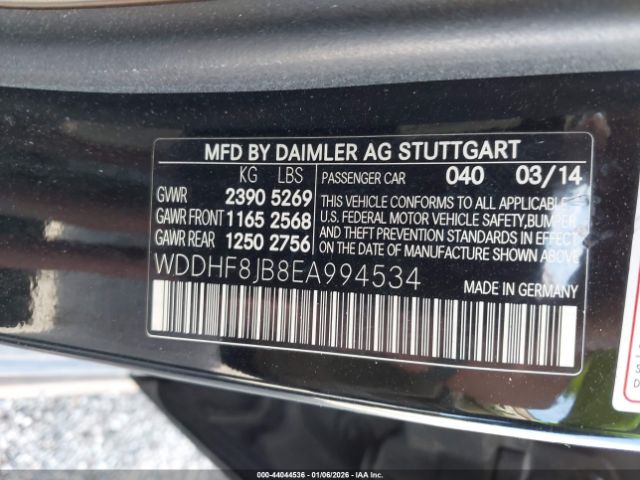 MFD BY DAIMLER AG STUTTGART
KG LBS PASSENGER CAR 040 03/14
GVWR 2390 5269
GAWR FRONT 1165 2568
GAWR REAR 1250 2756
THIS VEHICLE CONFORMS TO ALL APPLICABLE
U.S. FEDERAL MOTOR VEHICLE SAFETY, BUMPER
AND THEFT PREVENTION STANDARDS IN EFFECT
ON THE DATE OF MANUFACTURE SHOWN ABOVE
WDDHF8JB8EA994534 MADE IN GERMANY
000-44044536 - 01/06/2026 - IAA Inc.